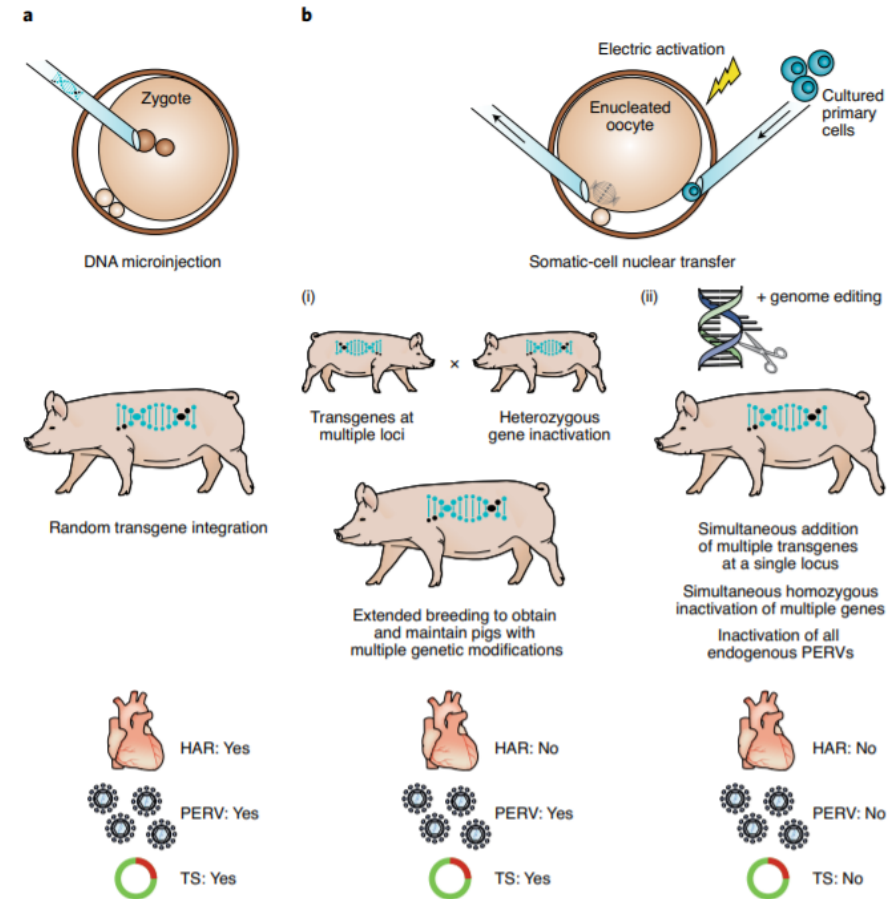 a
Zygote
DNA microinjection
Random transgene integration
HAR: Yes
PERV: Yes
TS: Yes
b
Electric activation
Enucleated
oocyte
Cultured
primary
cells
Somatic-cell nuclear transfer
(i)
×
Transgenes at
multiple loci
Heterozygous
gene inactivation
Extended breeding to obtain
and maintain pigs with
multiple genetic modifications
HAR: No
PERV: Yes
TS: Yes
(ii)
+ genome editing
Simultaneous addition
of multiple transgenes
at a single locus
Simultaneous homozygous
inactivation of multiple genes
Inactivation of all
endogenous PERVs
HAR: No
PERV: No
TS: No